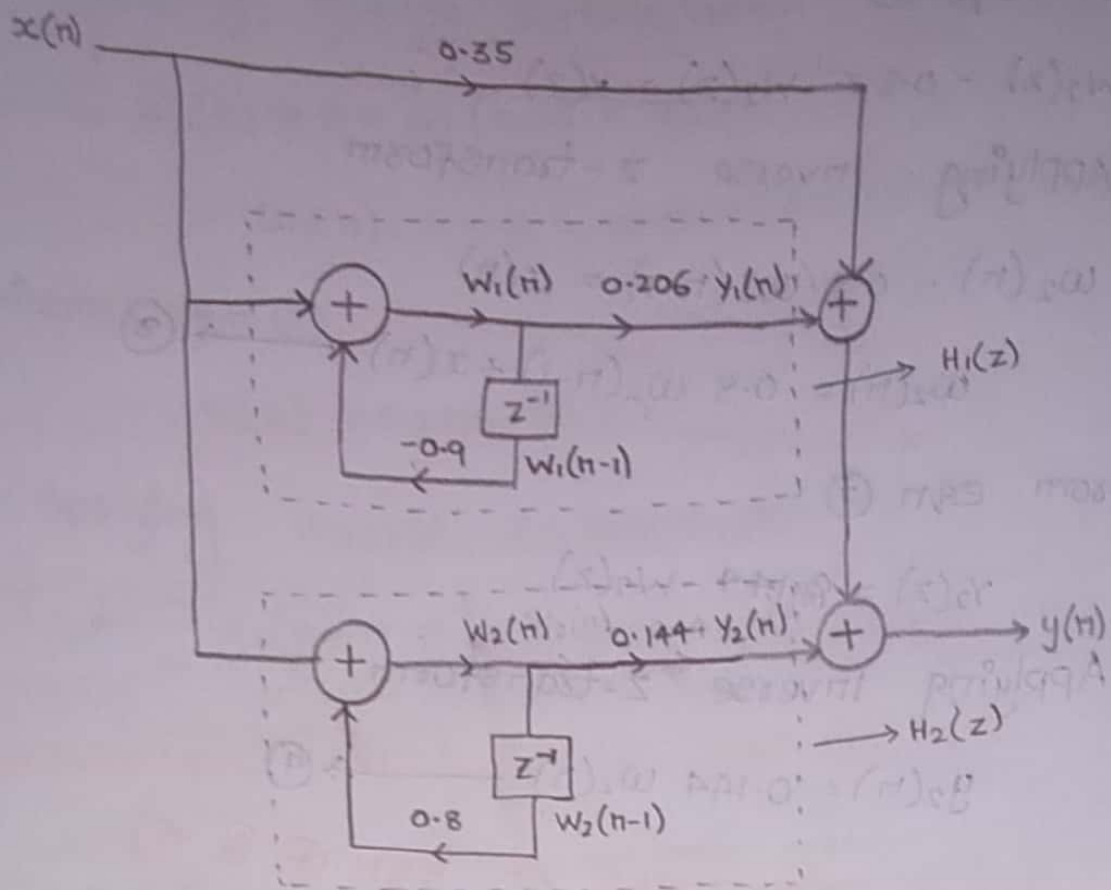 x(n)
0.35
W₁(n) 0.206 y₁(n)
+
+
H₁(z)
z⁻¹
-0.9
W₁(n-1)
W₂(n) 0.144 y₂(n)
+
+
y(n)
H₂(z)
z⁻¹
0.8
W₂(n-1)